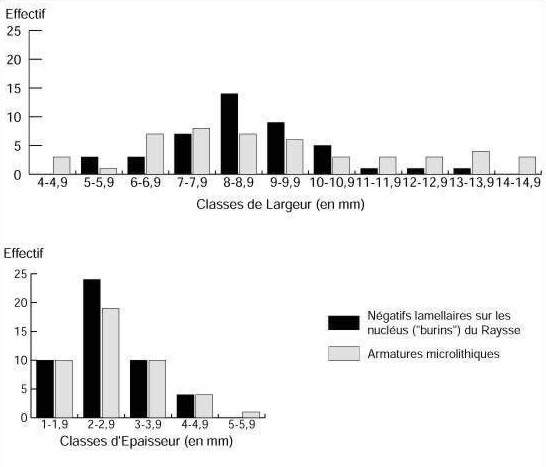 Effectif
25
20
15
10
5
0
4-4,9 5-5,9 6-6,9 7-7,9 8-8,9 9-9,9 10-10,9 11-11,9 12-12,9 13-13,9 14-14,9
Classes de Largeur (en mm)
Effectif
25
20
15
10
5
0
1-1,9 2-2,9 3-3,9 4-4,9 5-5,9
Classes d'Epaisseur (en mm)
Négatifs lamellaires sur les
nucléus ("burins") du Raysse
Armatures microlithiques